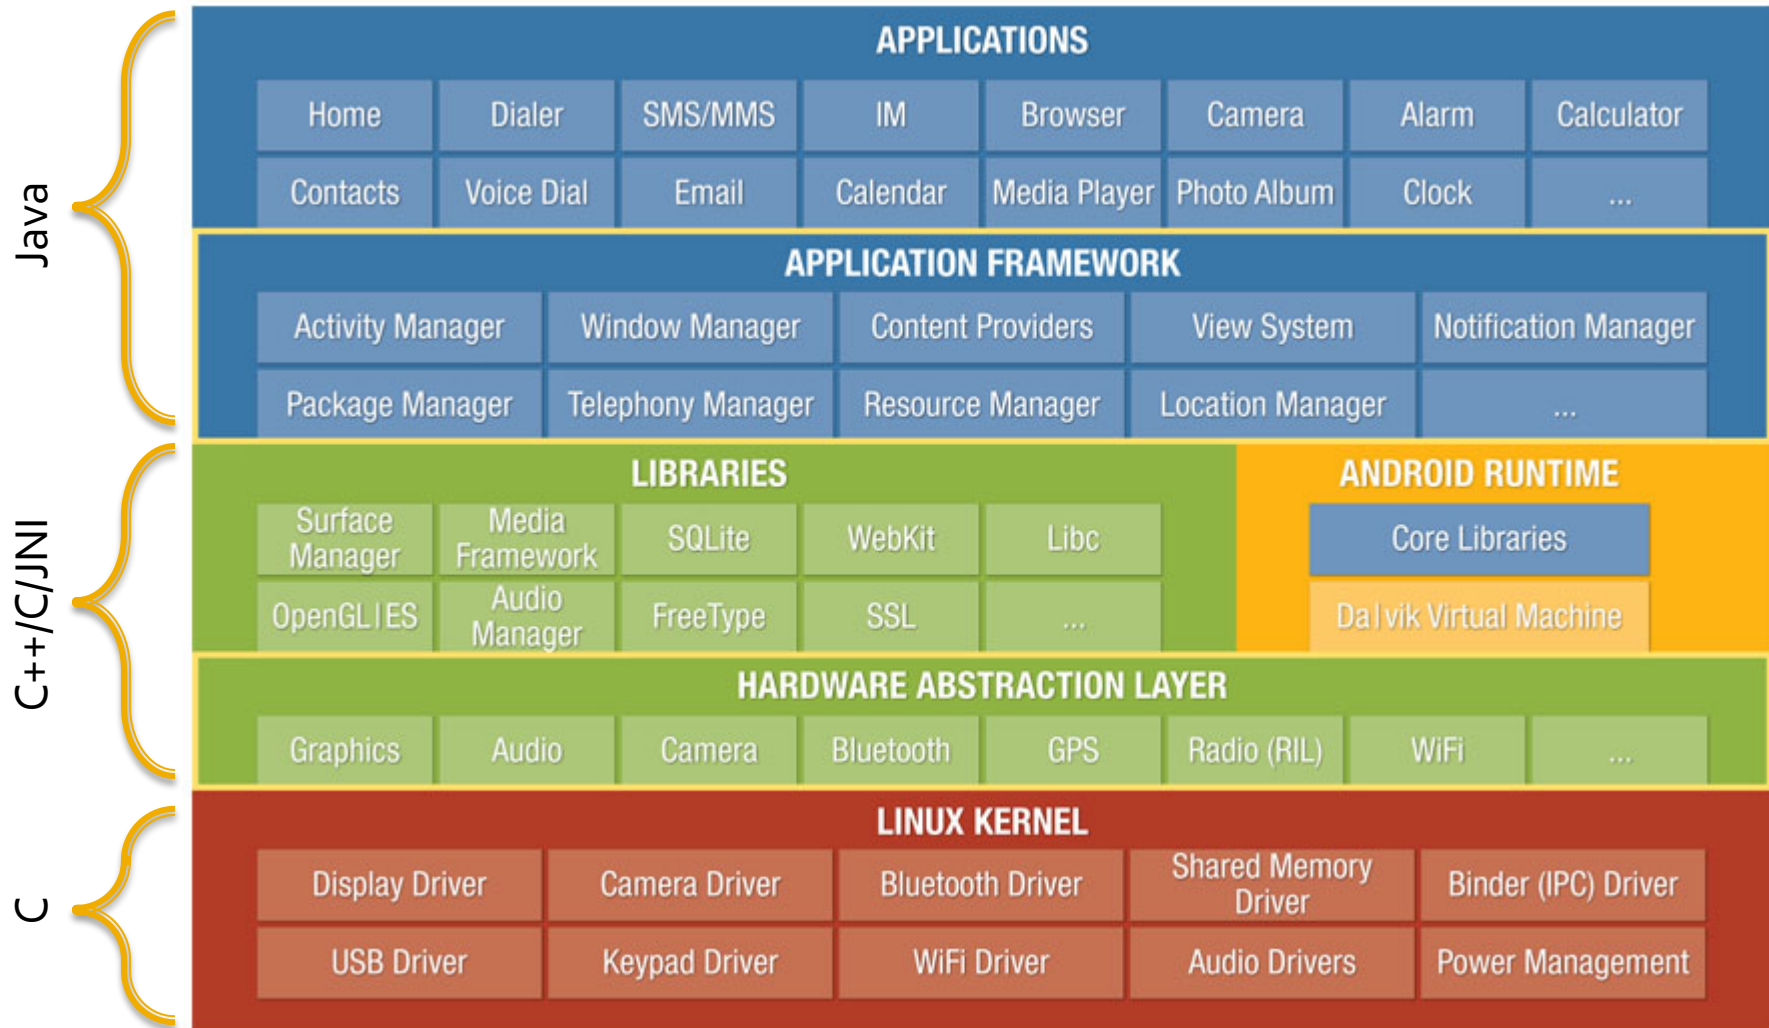 Java
APPLICATIONS
Home Dialer SMS/MMS IM Browser Camera Alarm Calculator
Contacts Voice Dial Email Calendar Media Player Photo Album Clock ...
APPLICATION FRAMEWORK
Activity Manager Window Manager Content Providers View System Notification Manager
Package Manager Telephony Manager Resource Manager Location Manager ...
C++/C/JNI
LIBRARIES
Surface
Manager
Media
Framework
SQLite
WebKit
Libc
OpenGL|ES
Audio
Manager
FreeType
SSL
...
ANDROID RUNTIME
Core Libraries
Dalvik Virtual Machine
HARDWARE ABSTRACTION LAYER
Graphics Audio Camera Bluetooth GPS Radio (RIL) WiFi ...
C
LINUX KERNEL
Display Driver
Camera Driver
Bluetooth Driver
Shared Memory
Driver
Binder (IPC) Driver
USB Driver Keypad Driver WiFi Driver Audio Drivers Power Management